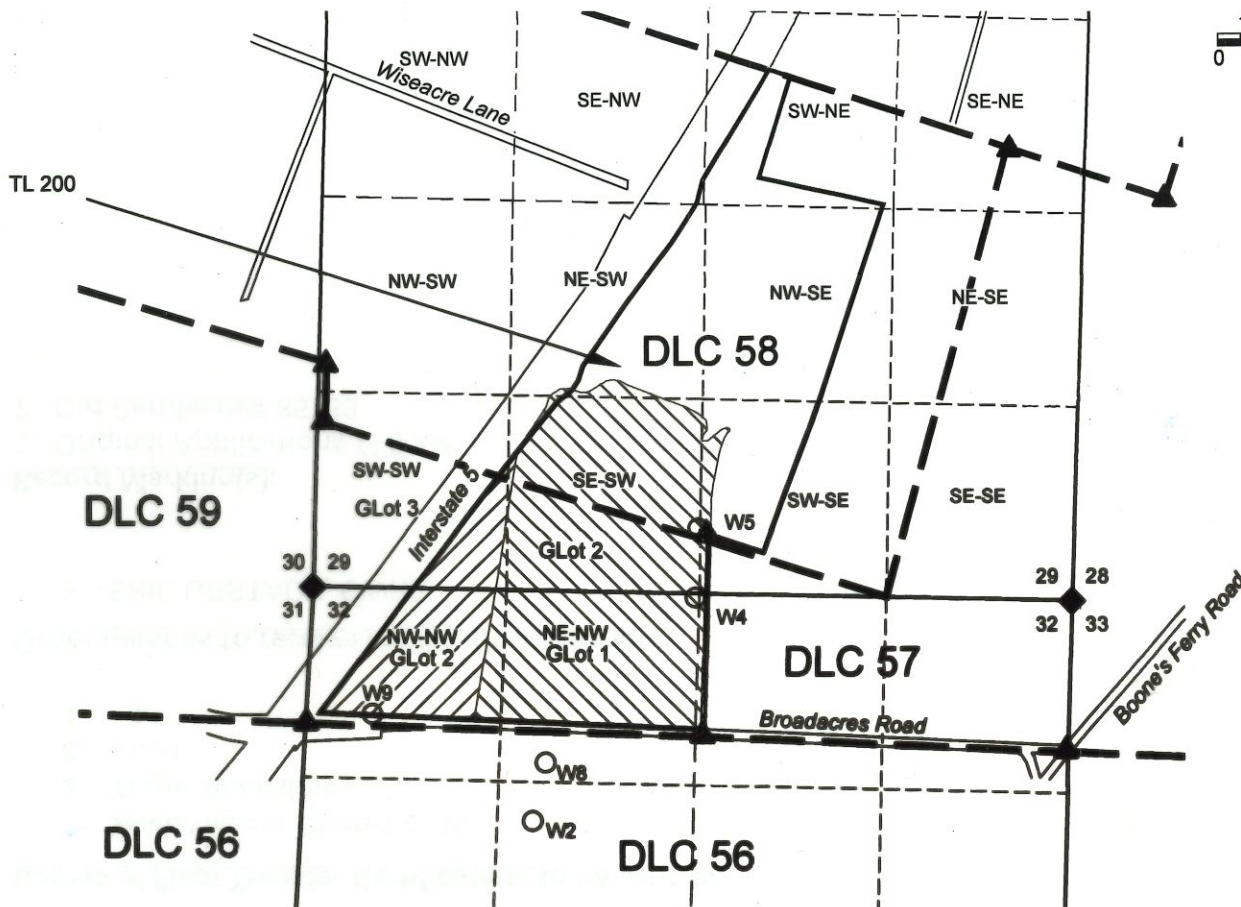 SW-NW
Wiseacre Lane
SE-NW
SW-NE
SE-NE
0
TL 200
NW-SW
NE-SW
NW-SE
NE-SE
DLC 58
SW-SW
GLot 3
Interstate 5
SE-SW
SW-SE
SE-SE
DLC 59
GLot 2
W5
30 29
31 32
29 28
32 33
W4
NW-NW
GLot 2
NE-NW
GLot 1
DLC 57
Boone's Ferry Road
W9
Broadacres Road
W8
W2
DLC 56
DLC 56